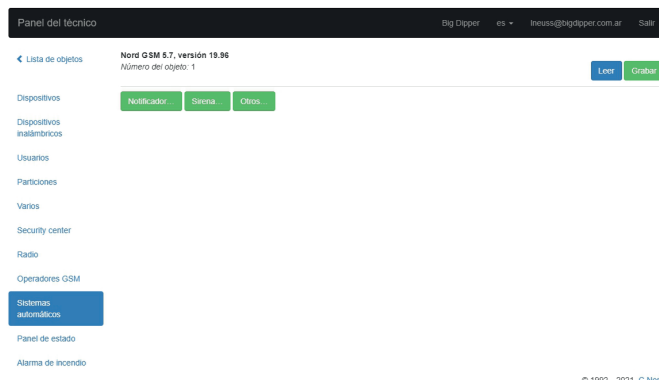 Panel del técnico
Big Dipper es lneuss@bigdipper.com.ar Salir
Lista de objetos
Nord GSM 5.7, versión 19.96
Número del objeto: 1
Leer Grabar
Dispositivos
Notificador... Sirena... Otros...
Dispositivos
inalámbricos
Usuarios
Particiones
Varios
Security center
Radio
Operadores GSM
Sistemas
automáticos
Panel de estado
Alarma de incendio